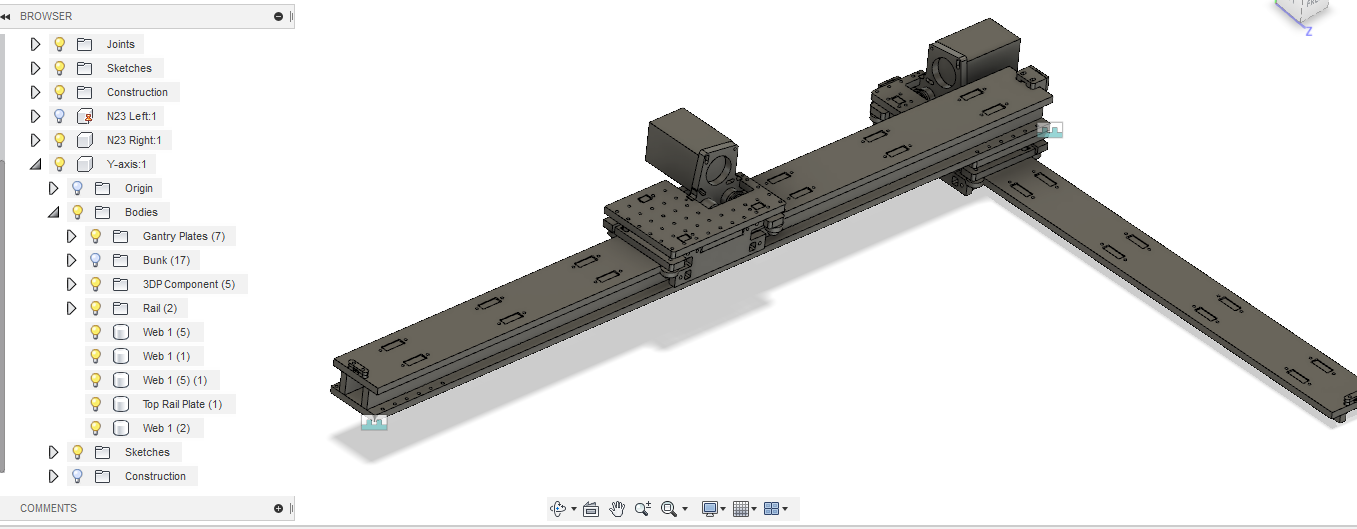 BROWSER
Joints
Sketches
Construction
N23 Left:1
N23 Right:1
Y-axis:1
Origin
Bodies
Gantry Plates (7)
Bunk (17)
3DP Component (5)
Rail (2)
Web 1 (5)
Web 1 (1)
Web 1 (5) (1)
Top Rail Plate (1)
Web 1 (2)
Sketches
Construction
COMMENTS
Z